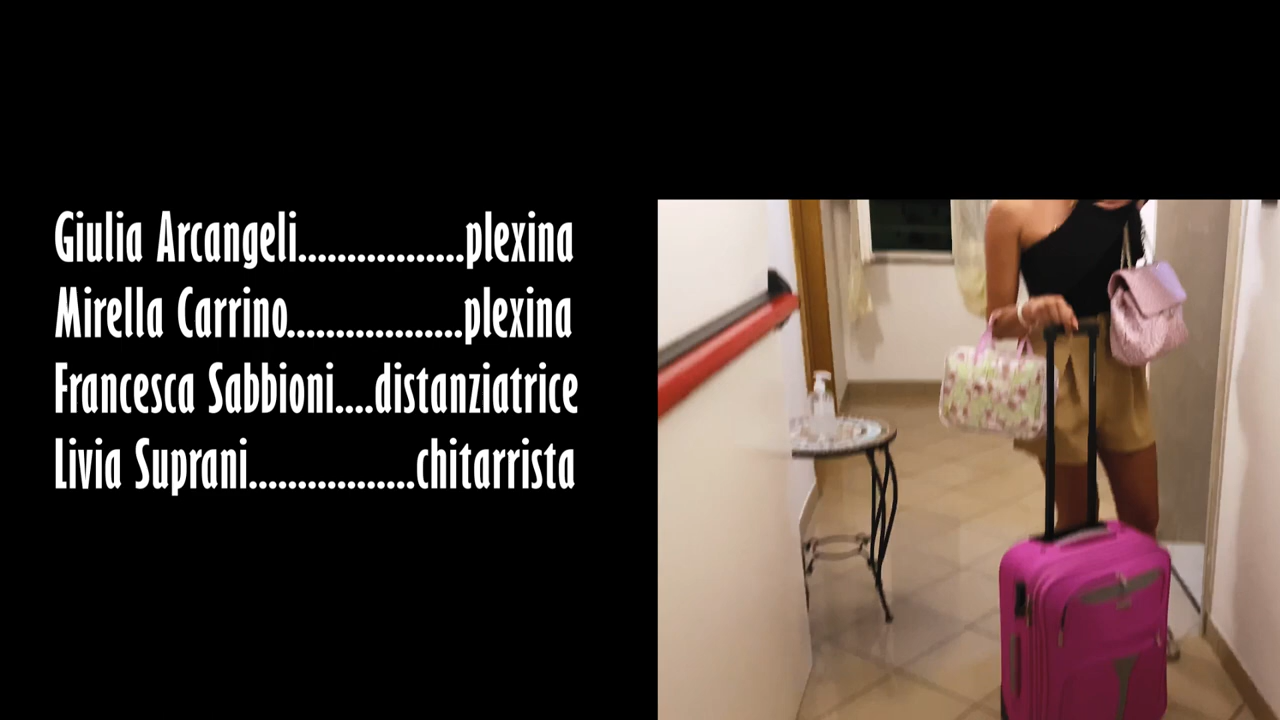 Giulia Arcangeli.................plexina
Mirella Carrino..................plexina
Francesca Sabbioni....distanziatrice
Livia Suprani.................chitarrista